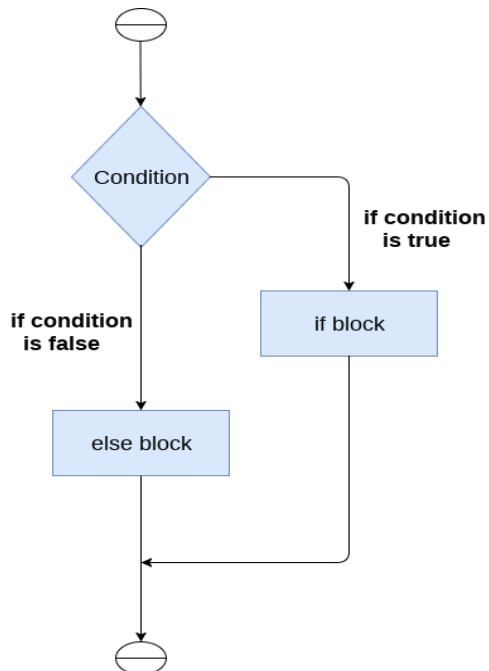 Condition
if condition
is true
if block
if condition
is false
else block